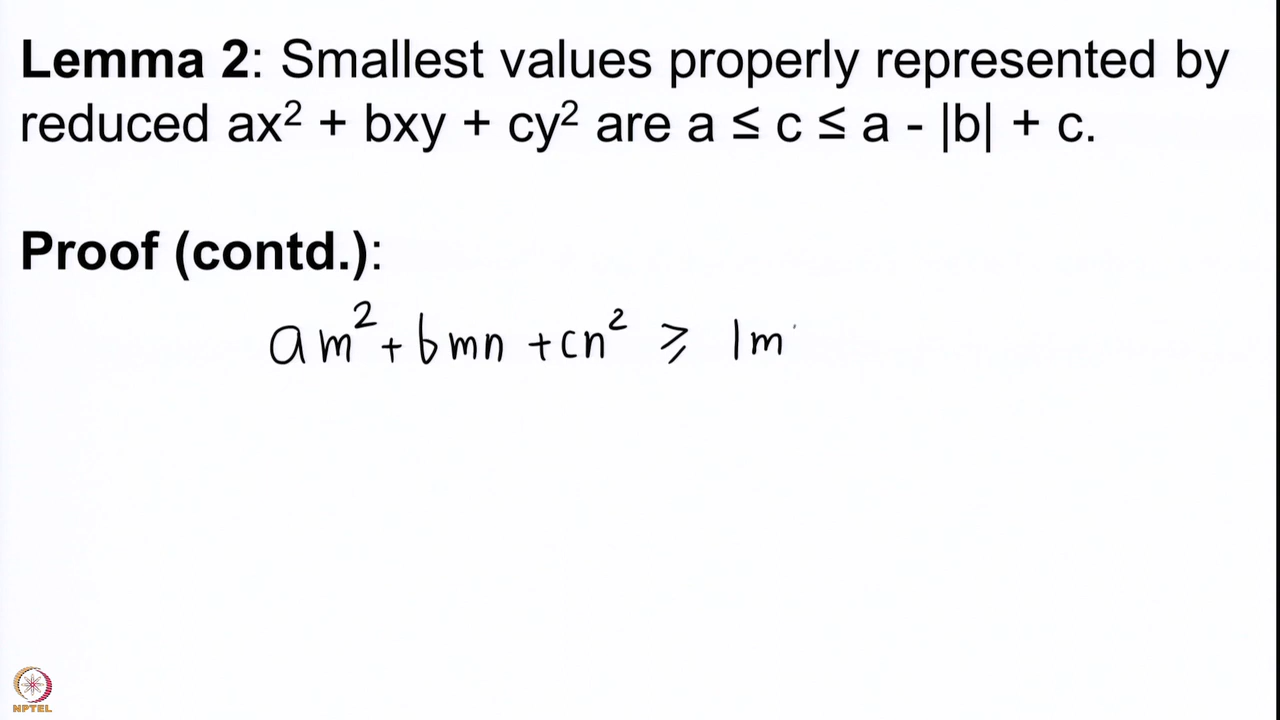 Lemma 2: Smallest values properly represented by
reduced ax² + bxy + cy² are a ≤ c ≤ a - |b| + c.
Proof (contd.):
am² + bmn + cn² ≥ |m
NPTEL